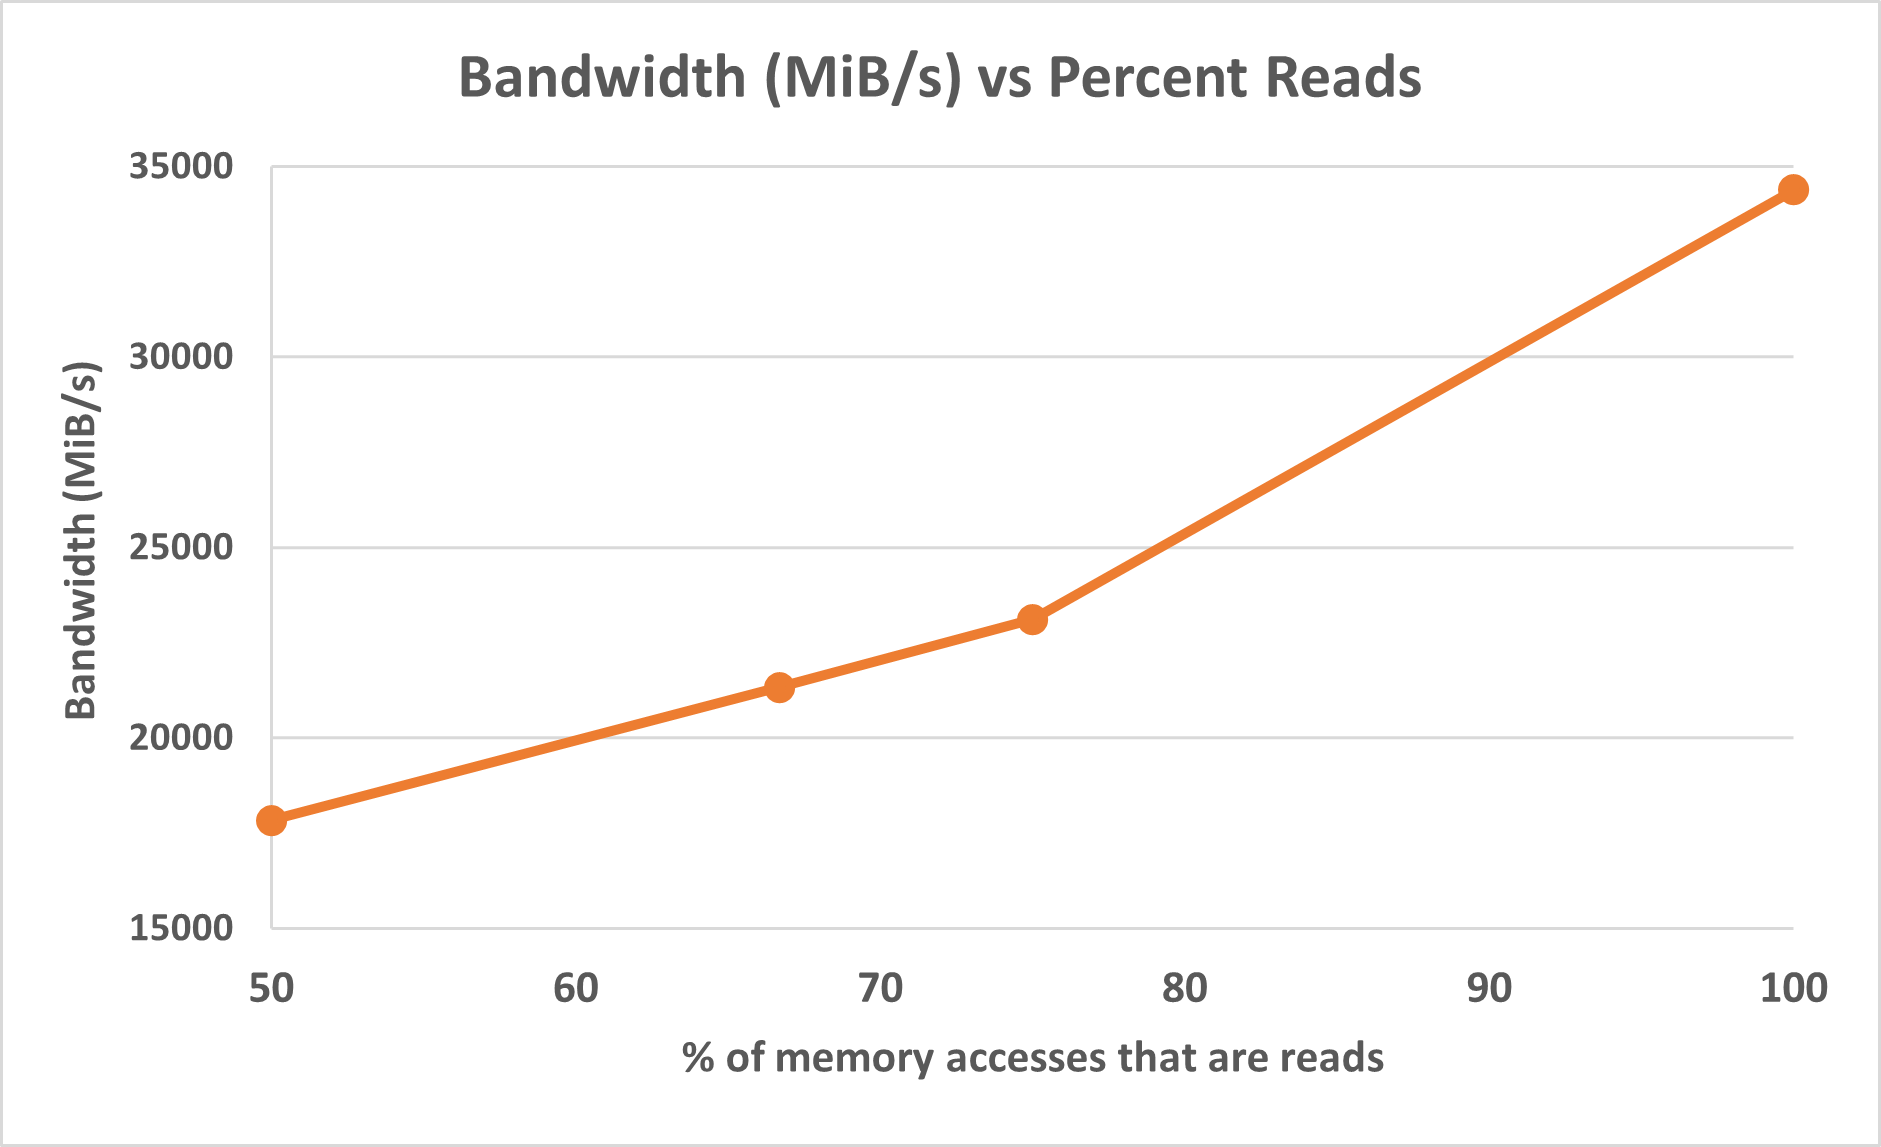 Bandwidth (MiB/s) vs Percent Reads
35000
30000
25000
20000
15000
Bandwidth (MiB/s)
50 60 70 80 90 100
% of memory accesses that are reads